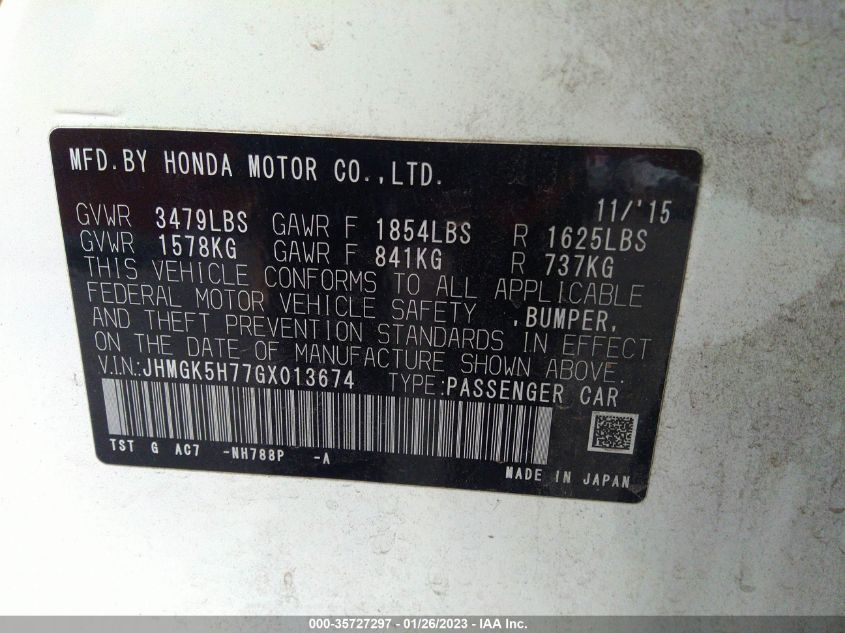 MFD.BY HONDA MOTOR CO.,LTD.
11/'15
GVWR 3479LBS GAWR F 1854LBS R 1625LBS
GVWR 1578KG GAWR F 841KG R 737KG
THIS VEHICLE CONFORMS TO ALL APPLICABLE
FEDERAL MOTOR VEHICLE SAFETY ,BUMPER,
AND THEFT PREVENTION STANDARDS IN EFFECT
ON THE DATE OF MANUFACTURE SHOWN ABOVE.
V.IN:JHMGK5H77GX013674 TYPE:PASSENGER CAR
TST G AC7 -NH788P -A
MADE IN JAPAN
000-35727297 - 01/26/2023 - IAA Inc.